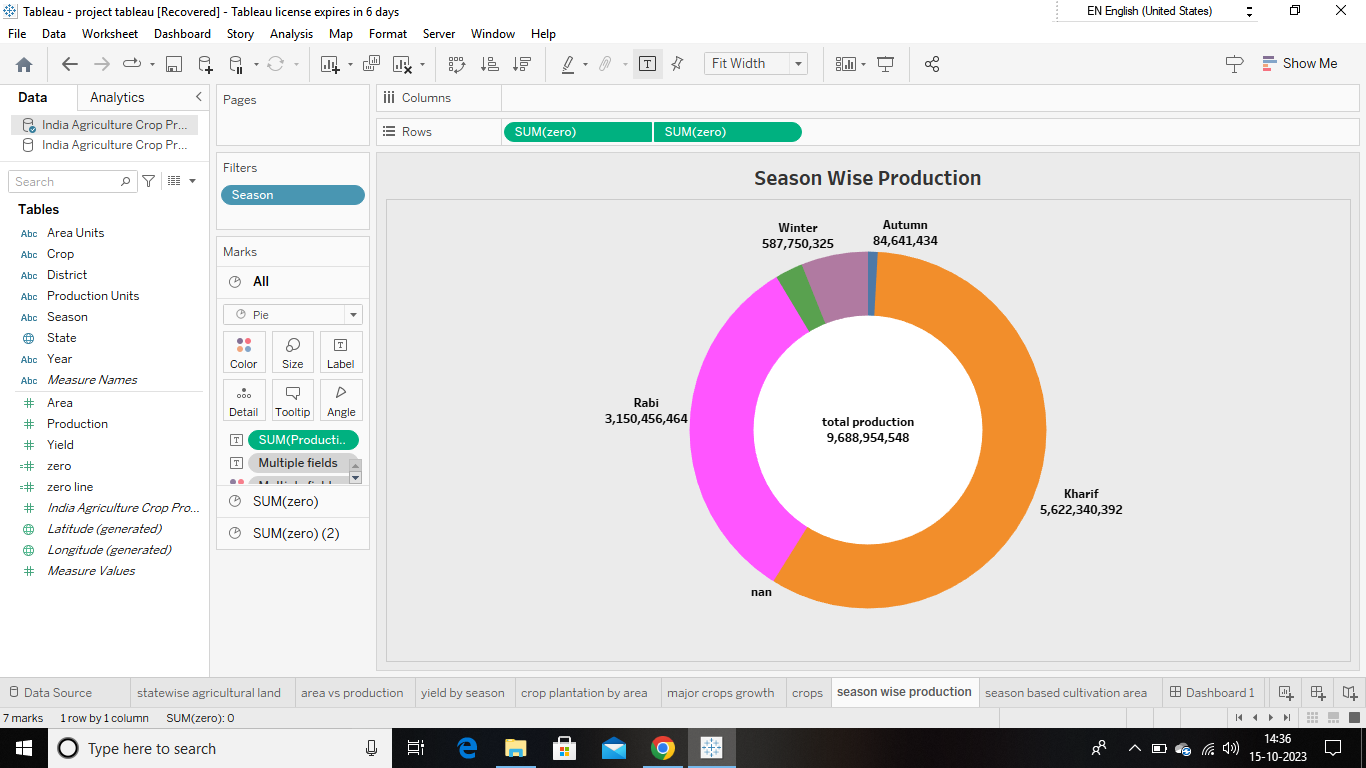 Tableau - project tableau [Recovered] - Tableau license expires in 6 days
EN English (United States)
File Data Worksheet Dashboard Story Analysis Map Format Server Window Help
Fit Width
Show Me
Data Analytics
India Agriculture Crop Pr...
India Agriculture Crop Pr...
Search
Tables
Abc Area Units
Abc Crop
Abc District
Abc Production Units
Abc Season
State
Abc Year
Abc Measure Names
# Area
# Production
# Yield
=# zero
=# zero line
# India Agriculture Crop Pro...
Latitude (generated)
Longitude (generated)
# Measure Values
Pages
Filters
Season
Marks
All
Pie
Color Size Label
Detail Tooltip Angle
SUM(Producti..
Multiple fields
SUM(zero)
SUM(zero) (2)
Columns
Rows SUM(zero) SUM(zero)
Season Wise Production
Winter
587,750,325
Autumn
84,641,434
Rabi
3,150,456,464
total production
9,688,954,548
Kharif
5,622,340,392
nan
Data Source statewise agricultural land area vs production yield by season crop plantation by area major crops growth crops season wise production season based cultivation area Dashboard 1
7 marks 1 row by 1 column SUM(zero): 0
Type here to search
14:36
15-10-2023